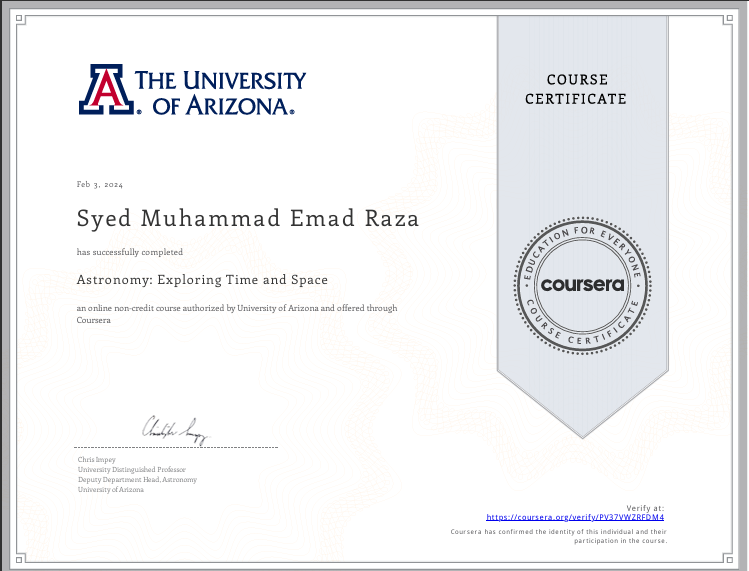 THE UNIVERSITY
OF ARIZONA.
COURSE
CERTIFICATE
Feb 3, 2024
Syed Muhammad Emad Raza
has successfully completed
Astronomy: Exploring Time and Space
an online non-credit course authorized by University of Arizona and offered through
Coursera
EDUCATION FOR EVERYONE
coursera
COURSE CERTIFICATE
Chris Impey
University Distinguished Professor
Deputy Department Head, Astronomy
University of Arizona
Verify at:
https://coursera.org/verify/PV37VWZRFDM4
Coursera has confirmed the identity of this individual and their
participation in the course.